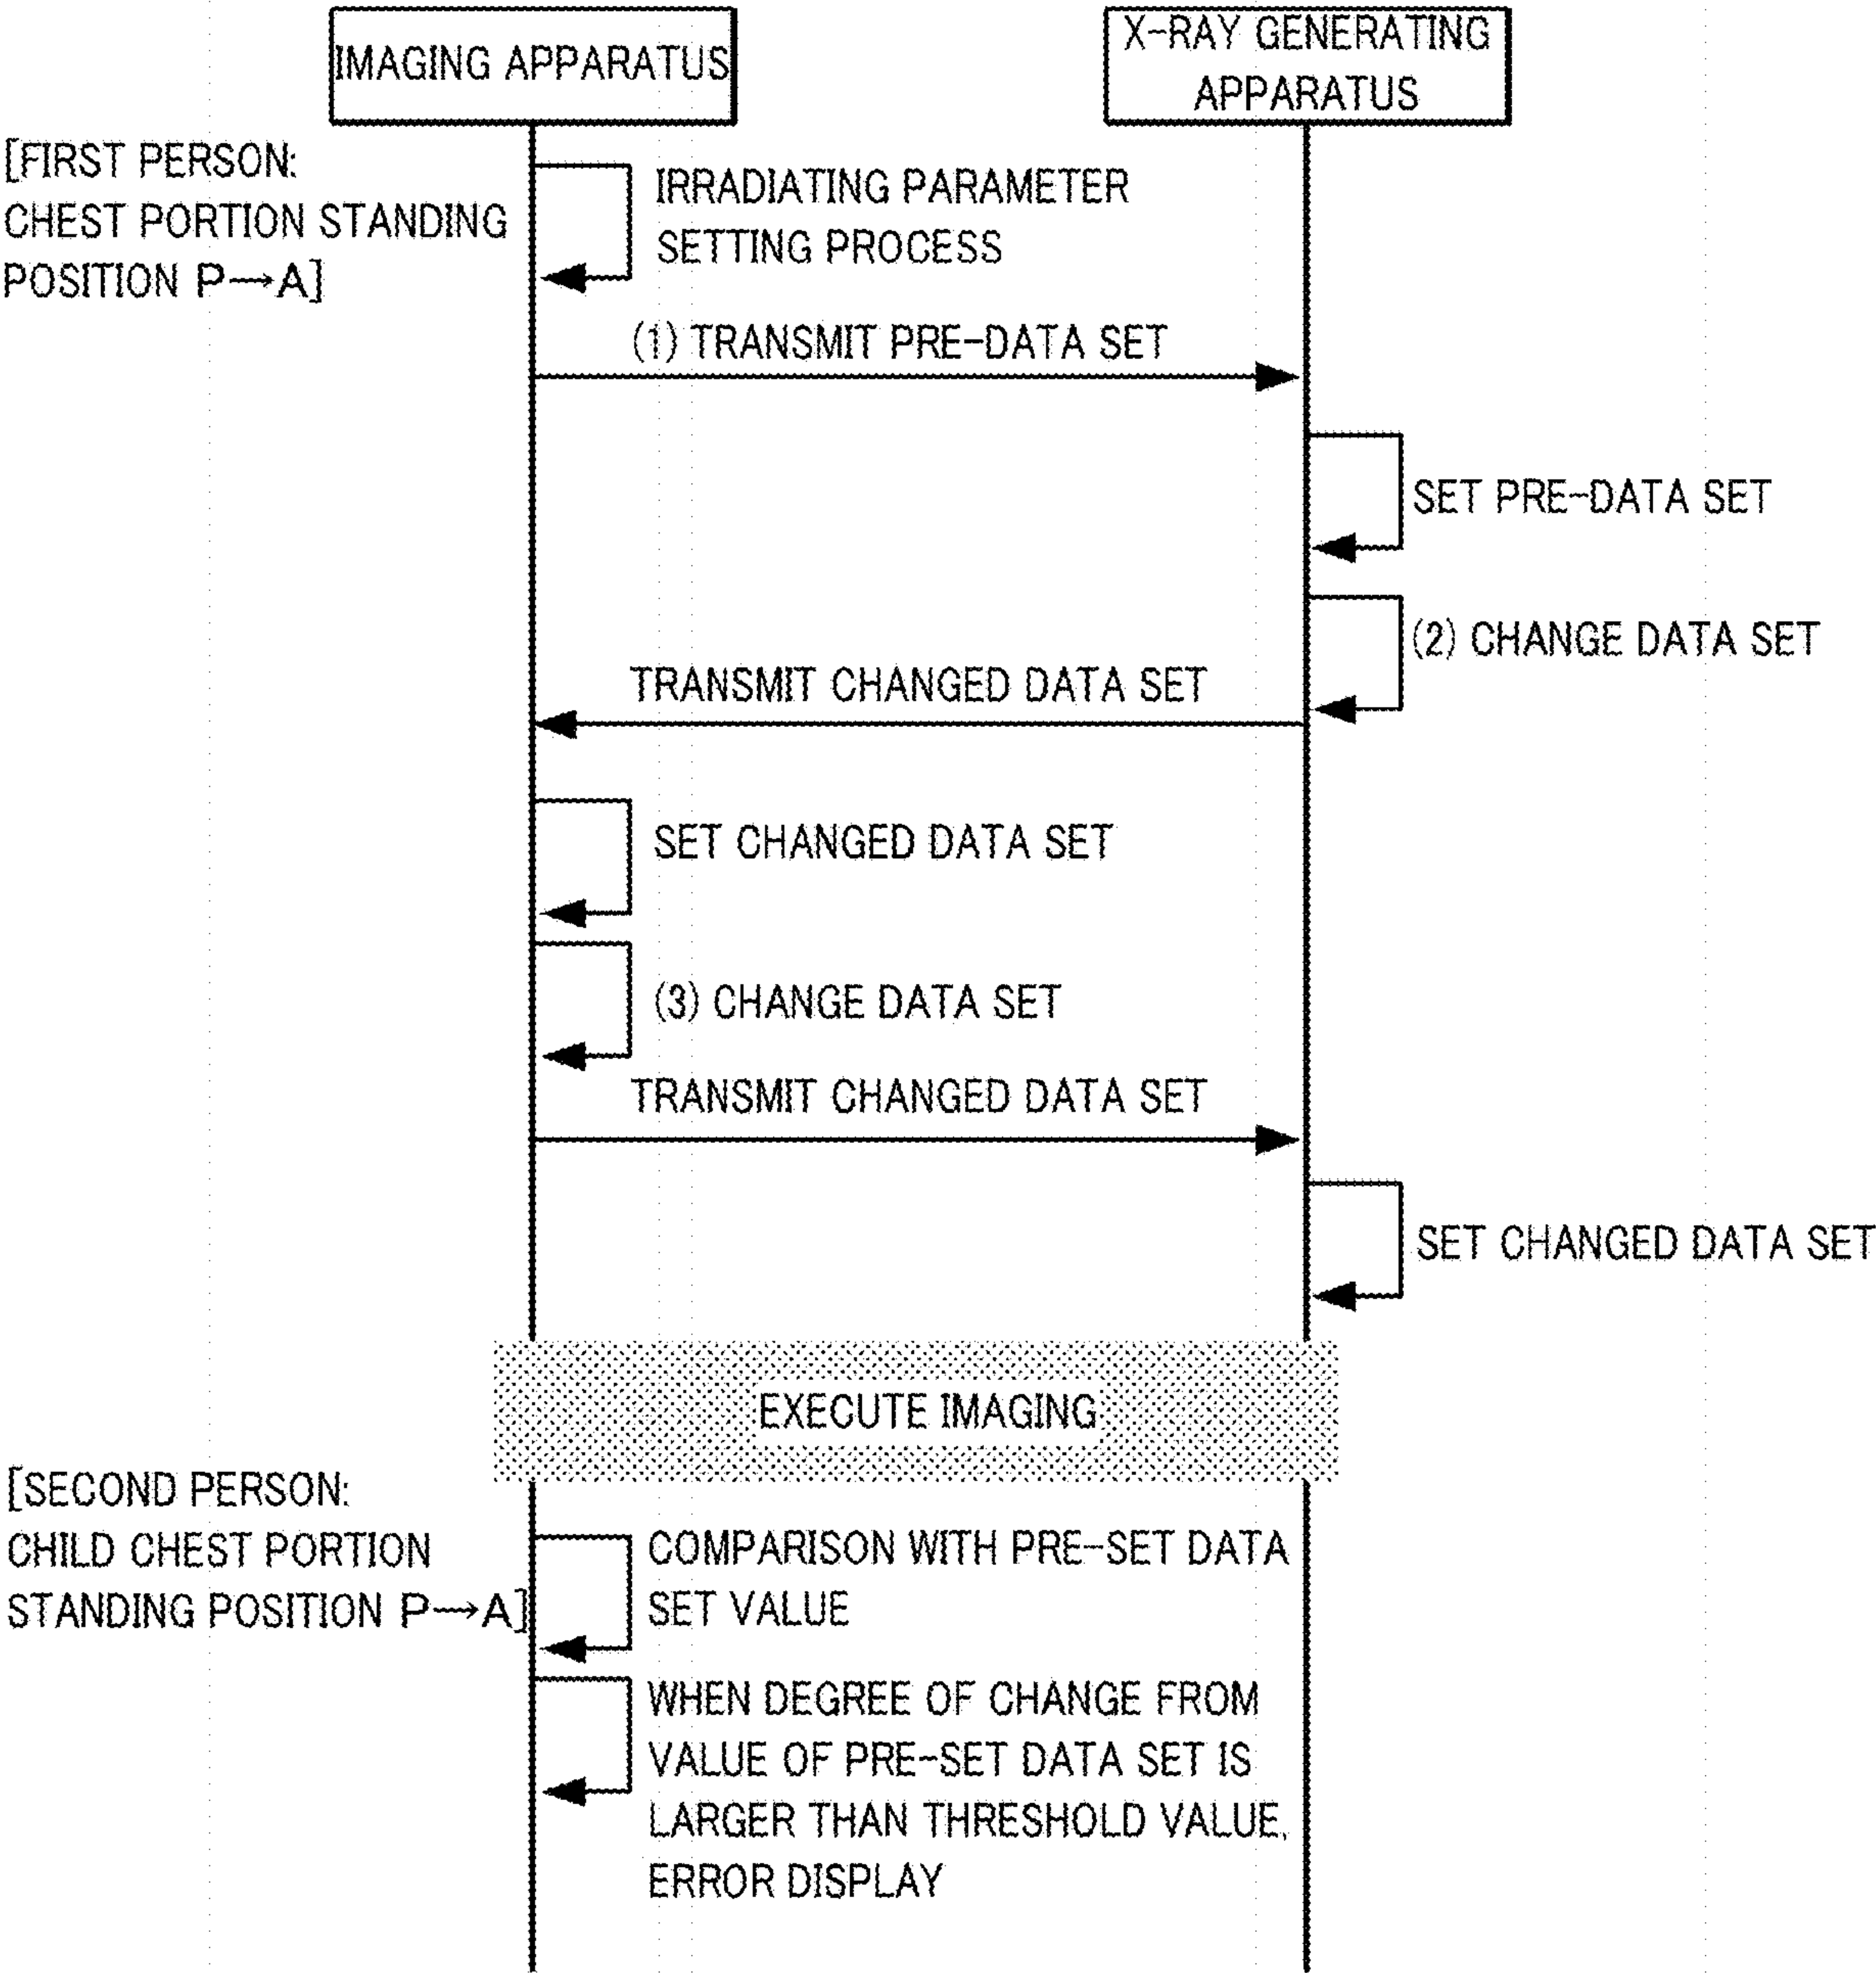 IMAGING APPARATUS
X-RAY GENERATING
APPARATUS
[FIRST PERSON:
CHEST PORTION STANDING
POSITION P→A]
IRRADIATING PARAMETER
SETTING PROCESS
(1) TRANSMIT PRE-DATA SET
SET PRE-DATA SET
(2) CHANGE DATA SET
TRANSMIT CHANGED DATA SET
SET CHANGED DATA SET
(3) CHANGE DATA SET
TRANSMIT CHANGED DATA SET
SET CHANGED DATA SET
EXECUTE IMAGING
[SECOND PERSON:
CHILD CHEST PORTION
STANDING POSITION P→A]
COMPARISON WITH PRE-SET DATA
SET VALUE
WHEN DEGREE OF CHANGE FROM
VALUE OF PRE-SET DATA SET IS
LARGER THAN THRESHOLD VALUE,
ERROR DISPLAY